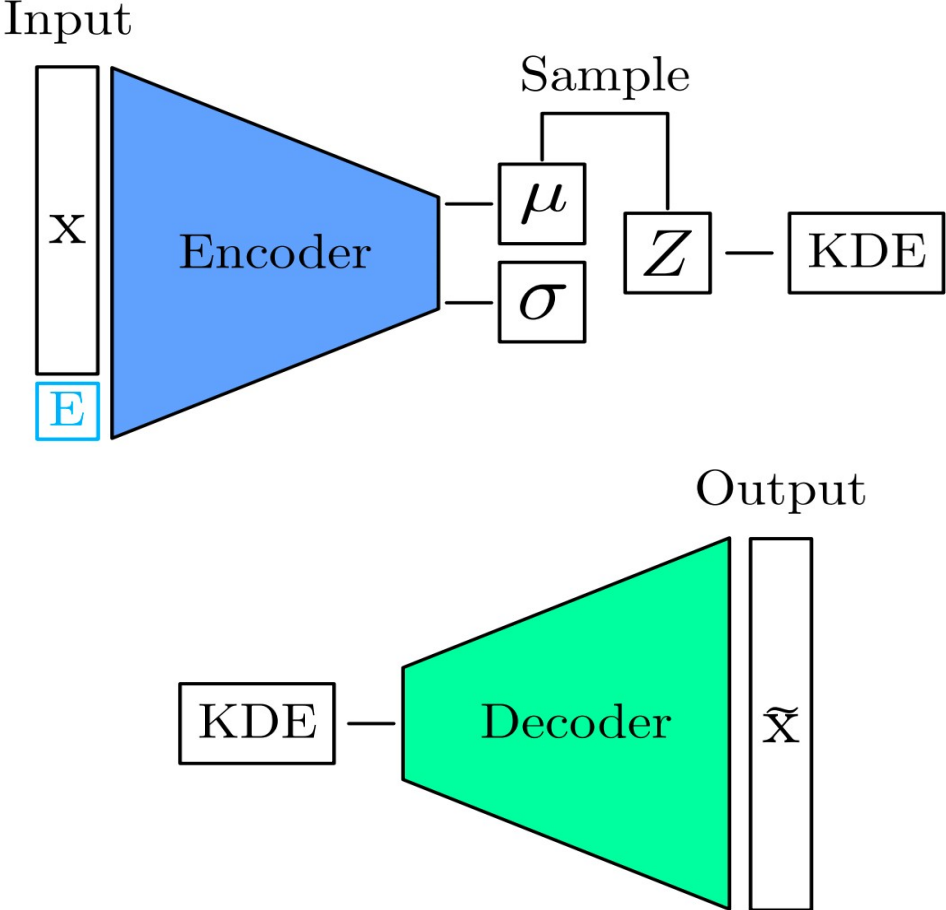 Input
Sample
x
Encoder
μ
σ
Z
KDE
E
Output
KDE
Decoder
x̃